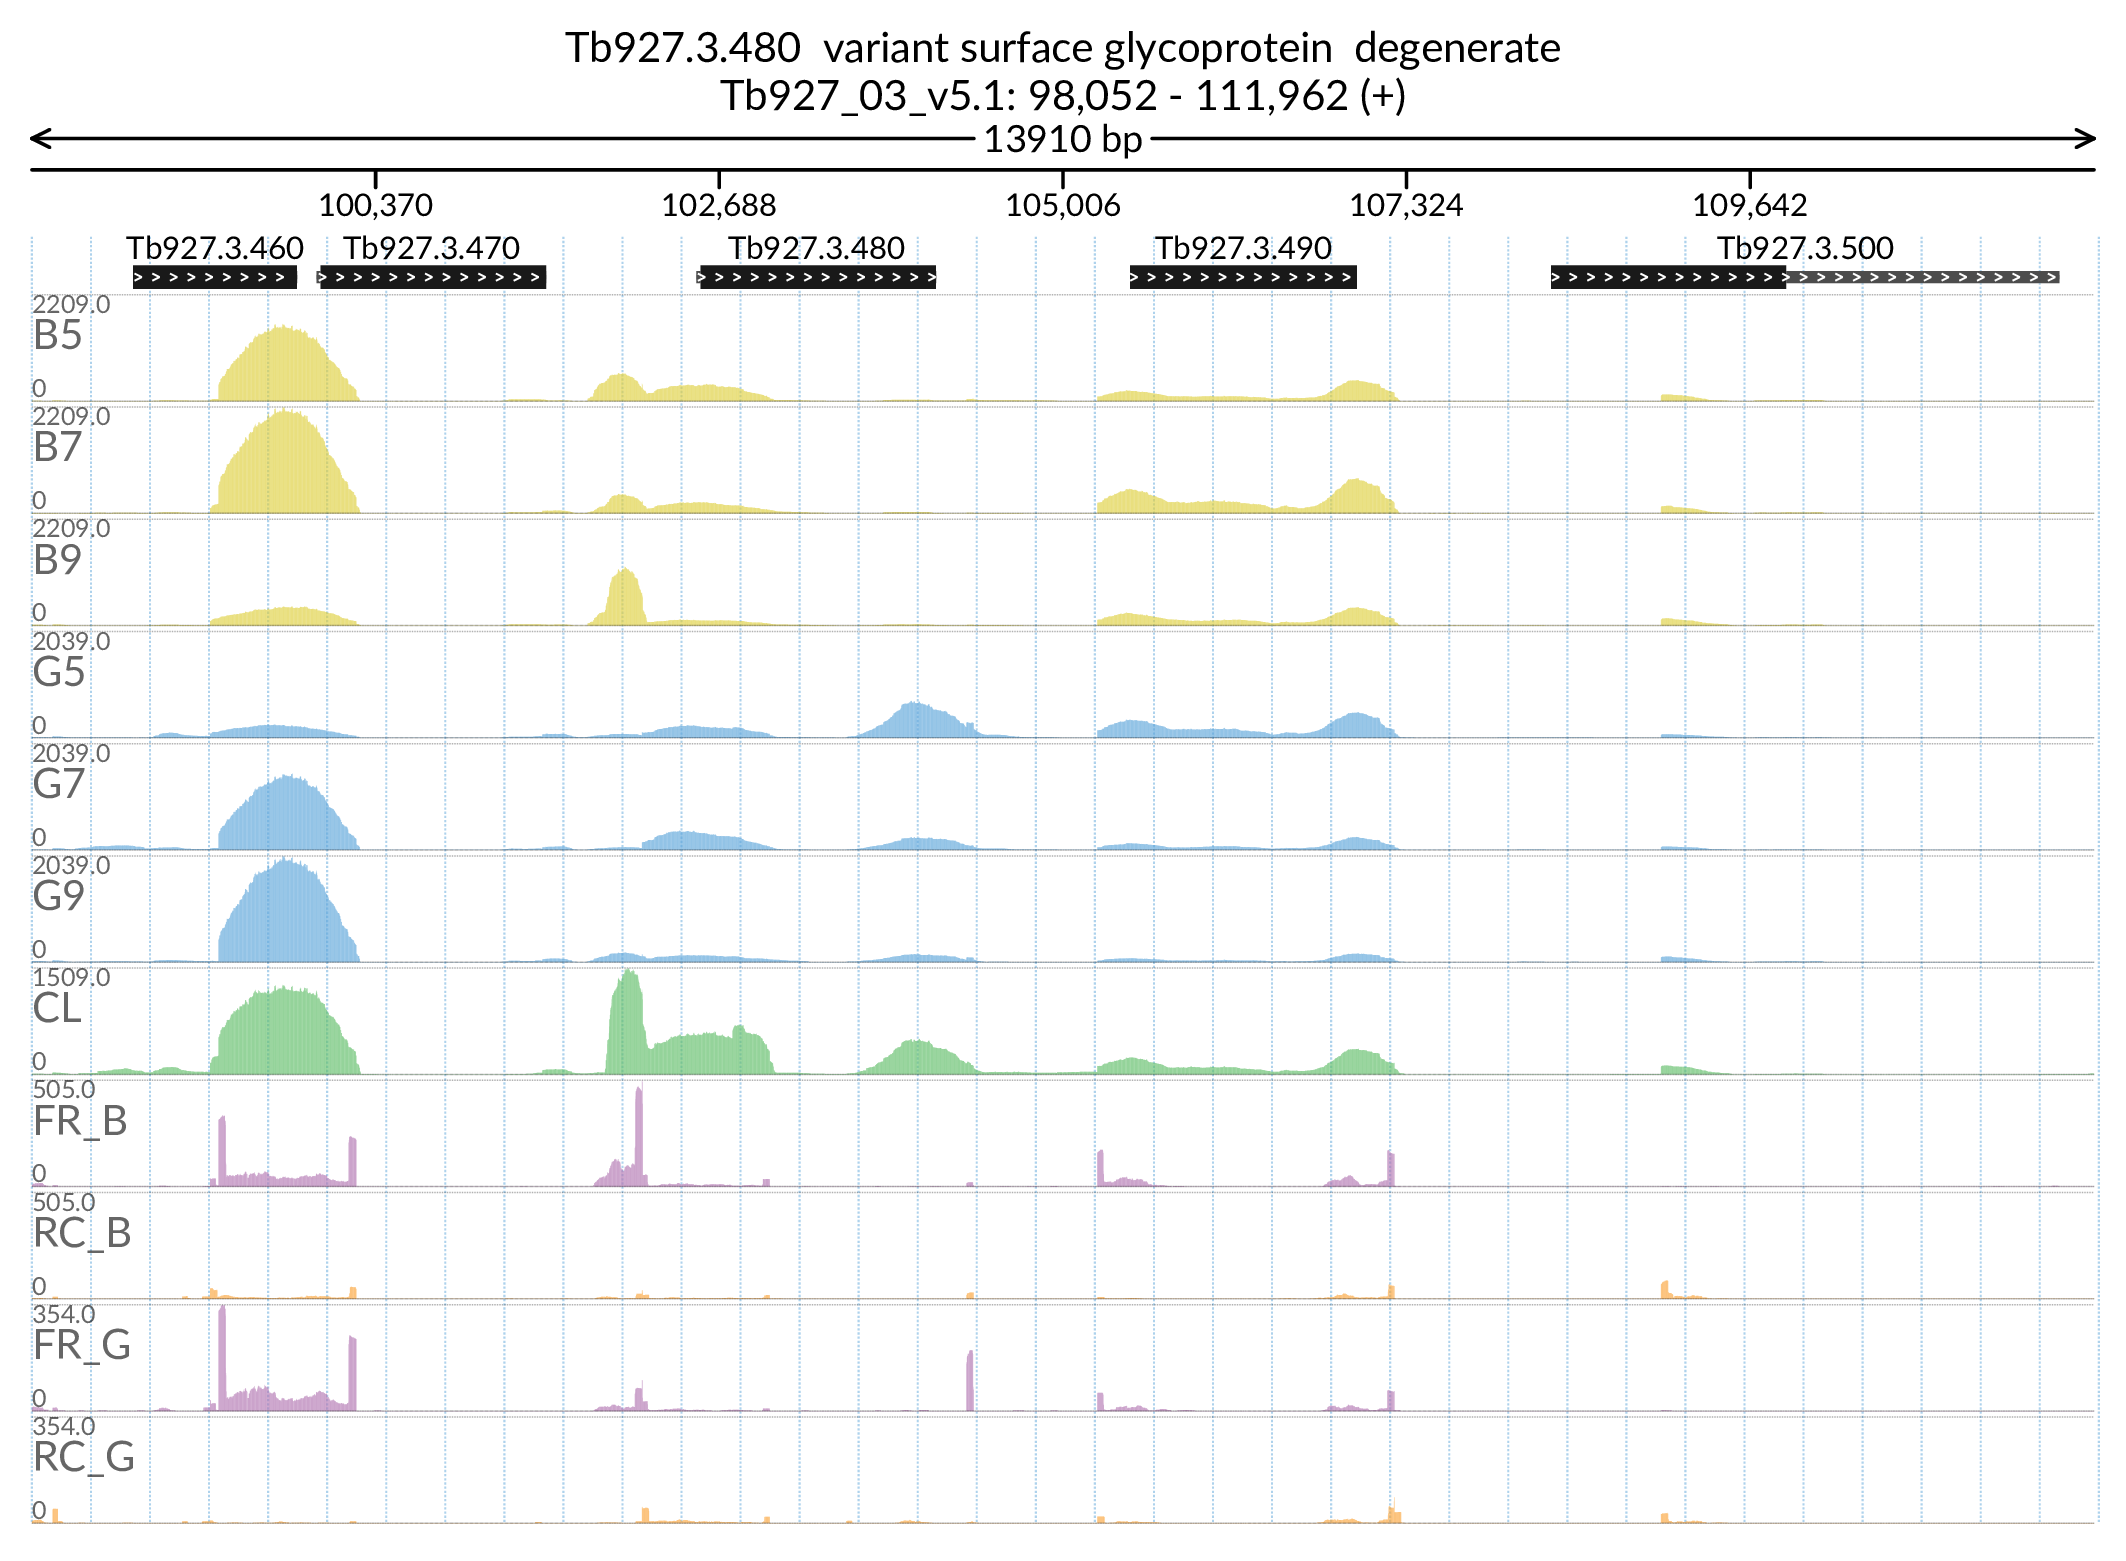 Tb927.3.480 variant surface glycoprotein degenerate
Tb927_03_v5.1: 98,052 - 111,962 (+)
13910 bp
100,370 102,688 105,006 107,324 109,642
Tb927.3.460 Tb927.3.470 Tb927.3.480 Tb927.3.490 Tb927.3.500
2209.0
B5
0
2209.0
B7
0
2209.0
B9
0
2039.0
G5
0
2039.0
G7
0
2039.0
G9
0
1509.0
CL
0
505.0
FR_B
0
505.0
RC_B
0
354.0
FR_G
0
354.0
RC_G
0